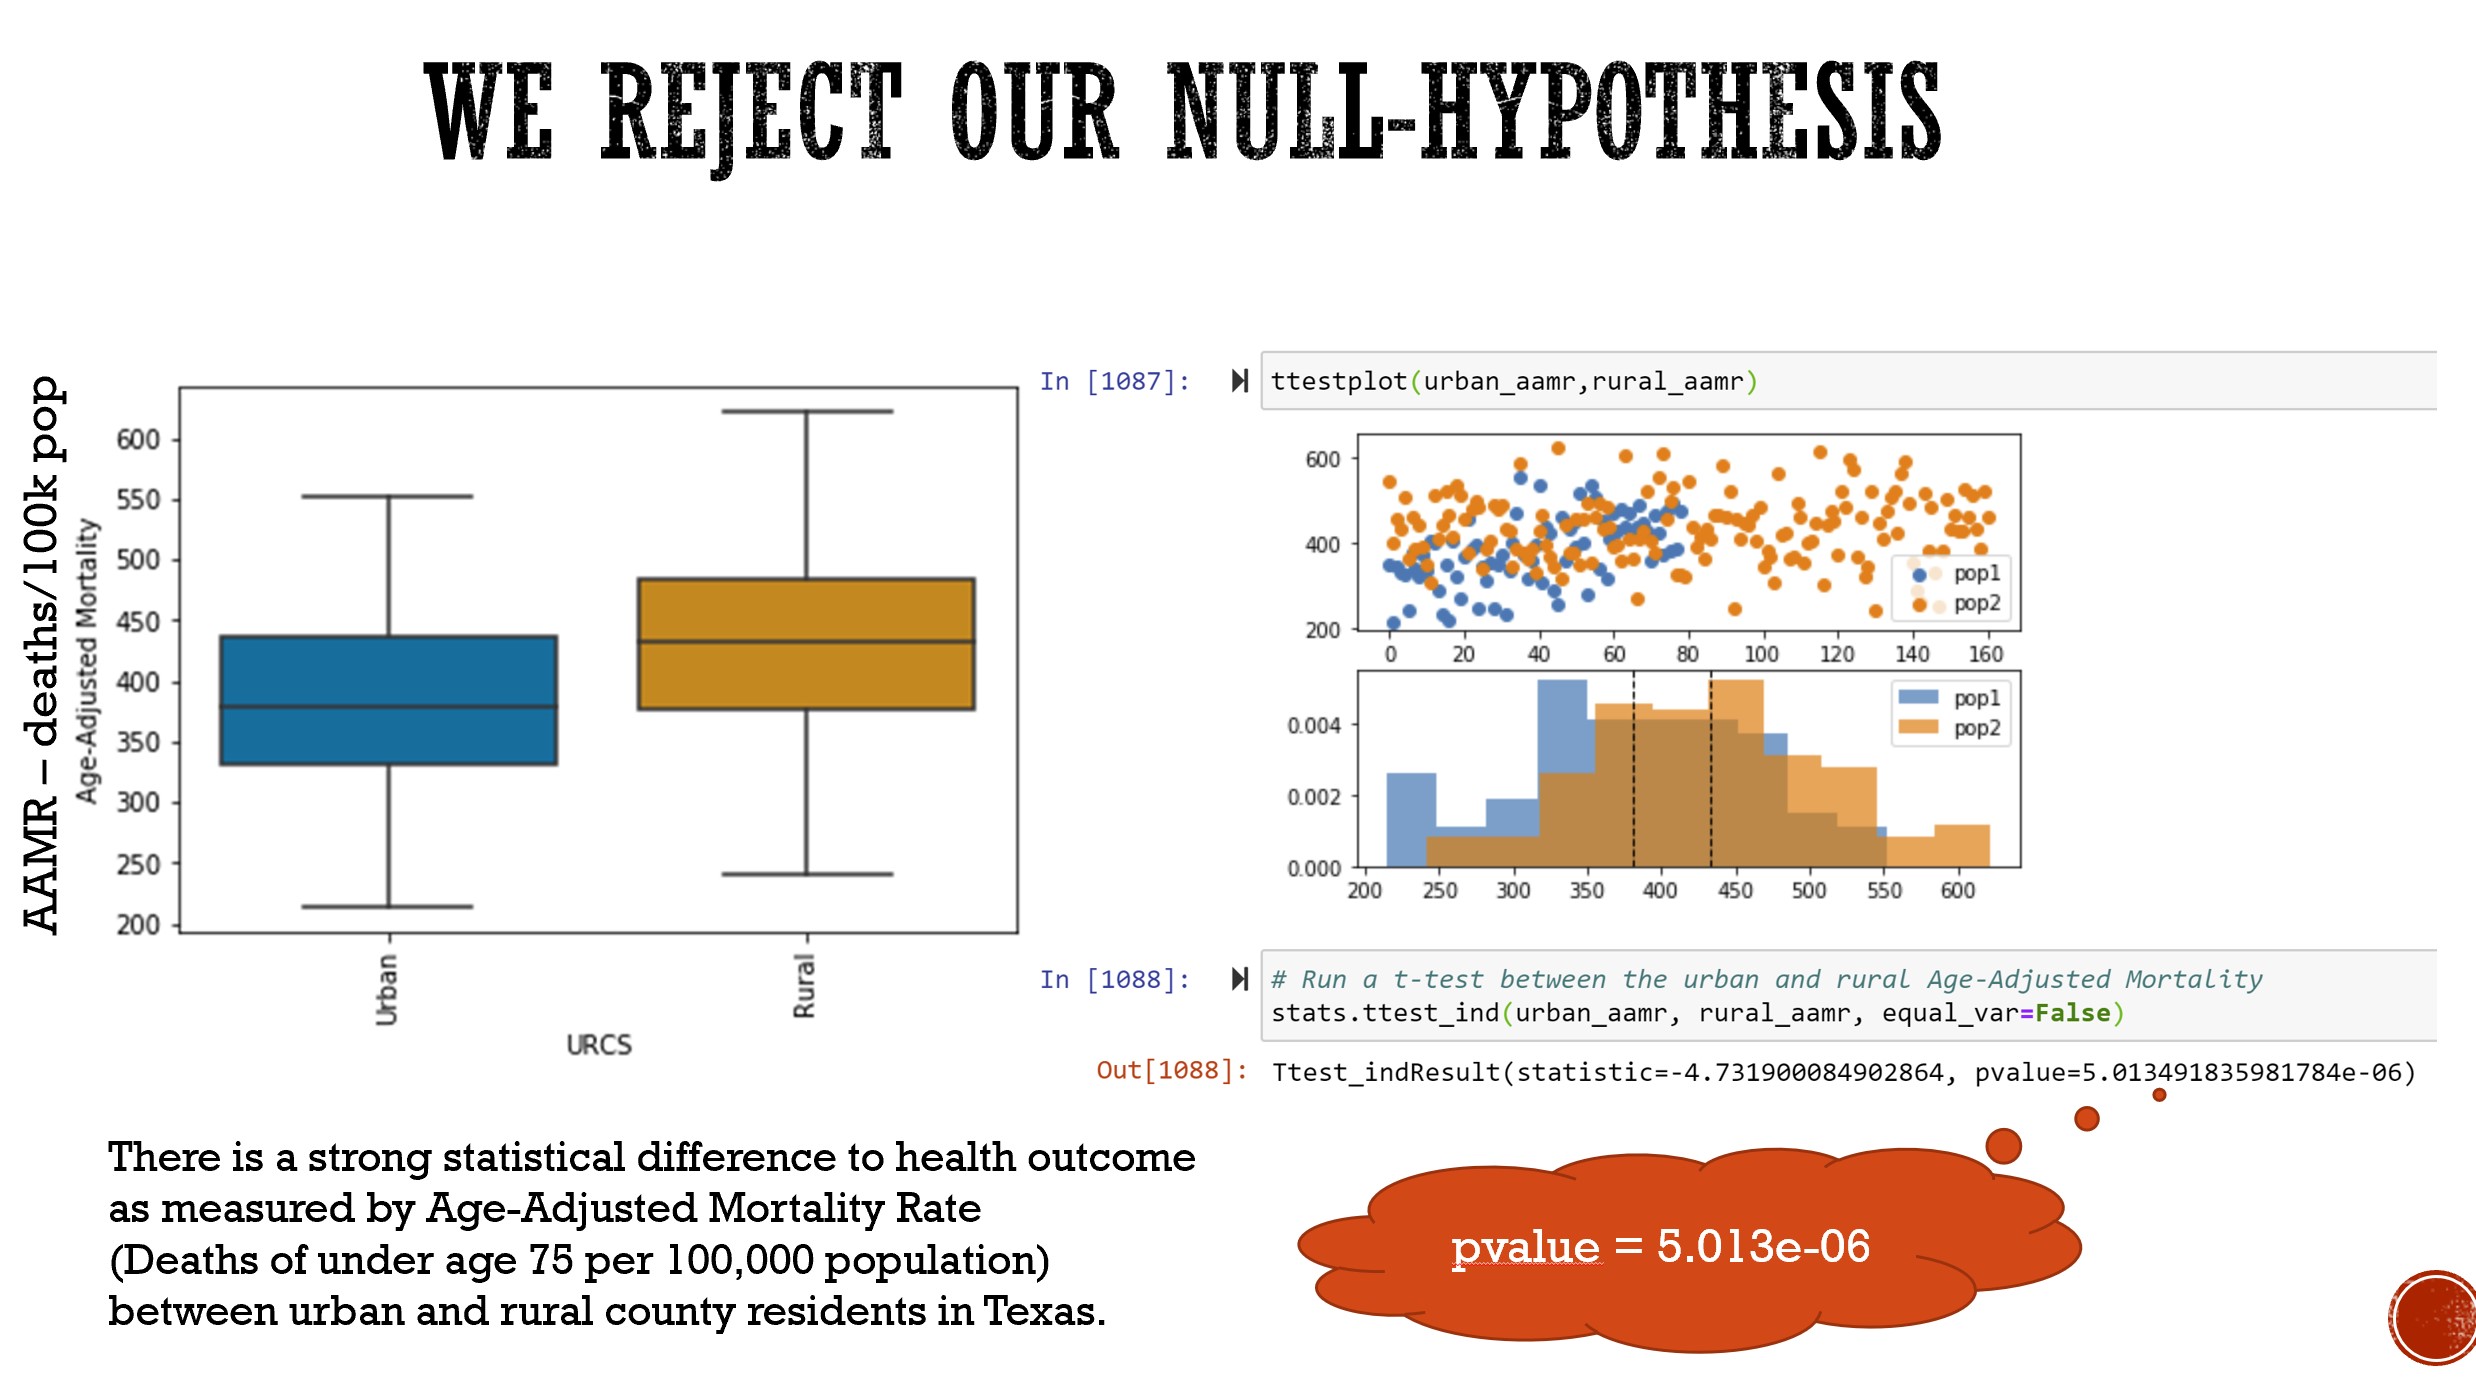 WE REJECT OUR NULL-HYPOTHESIS
AAMR – deaths/100k pop
Age-Adjusted Mortality
600
550
500
450
400
350
300
250
200
Urban
Rural
URCS
In [1087]:
ttestplot(urban_aamr,rural_aamr)
600
400
200
pop1
pop2
0 20 40 60 80 100 120 140 160
pop1
pop2
0.004
0.002
0.000
200 250 300 350 400 450 500 550 600
In [1088]:
# Run a t-test between the urban and rural Age-Adjusted Mortality
stats.ttest_ind(urban_aamr, rural_aamr, equal_var=False)
Out[1088]: Ttest_indResult(statistic=-4.731900084902864, pvalue=5.013491835981784e-06)
There is a strong statistical difference to health outcome
as measured by Age-Adjusted Mortality Rate
(Deaths of under age 75 per 100,000 population)
between urban and rural county residents in Texas.
pvalue = 5.013e-06